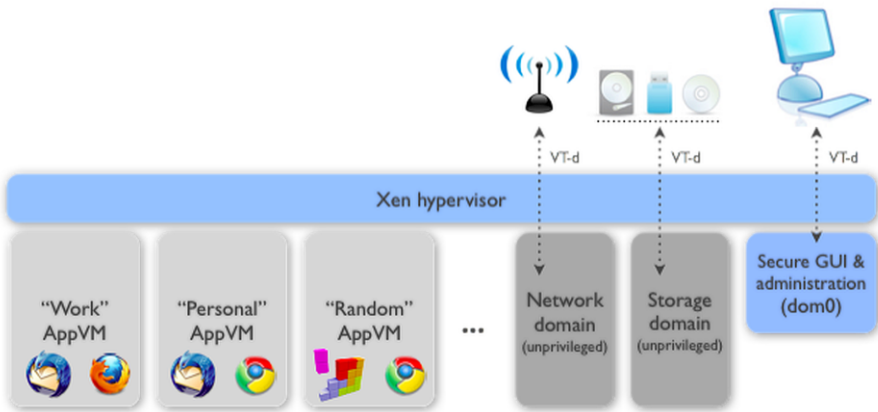 VT-d
VT-d
VT-d
Xen hypervisor
“Work”
AppVM
“Personal”
AppVM
“Random”
AppVM
...
Network
domain
(unprivileged)
Storage
domain
(unprivileged)
Secure GUI &
administration
(dom0)